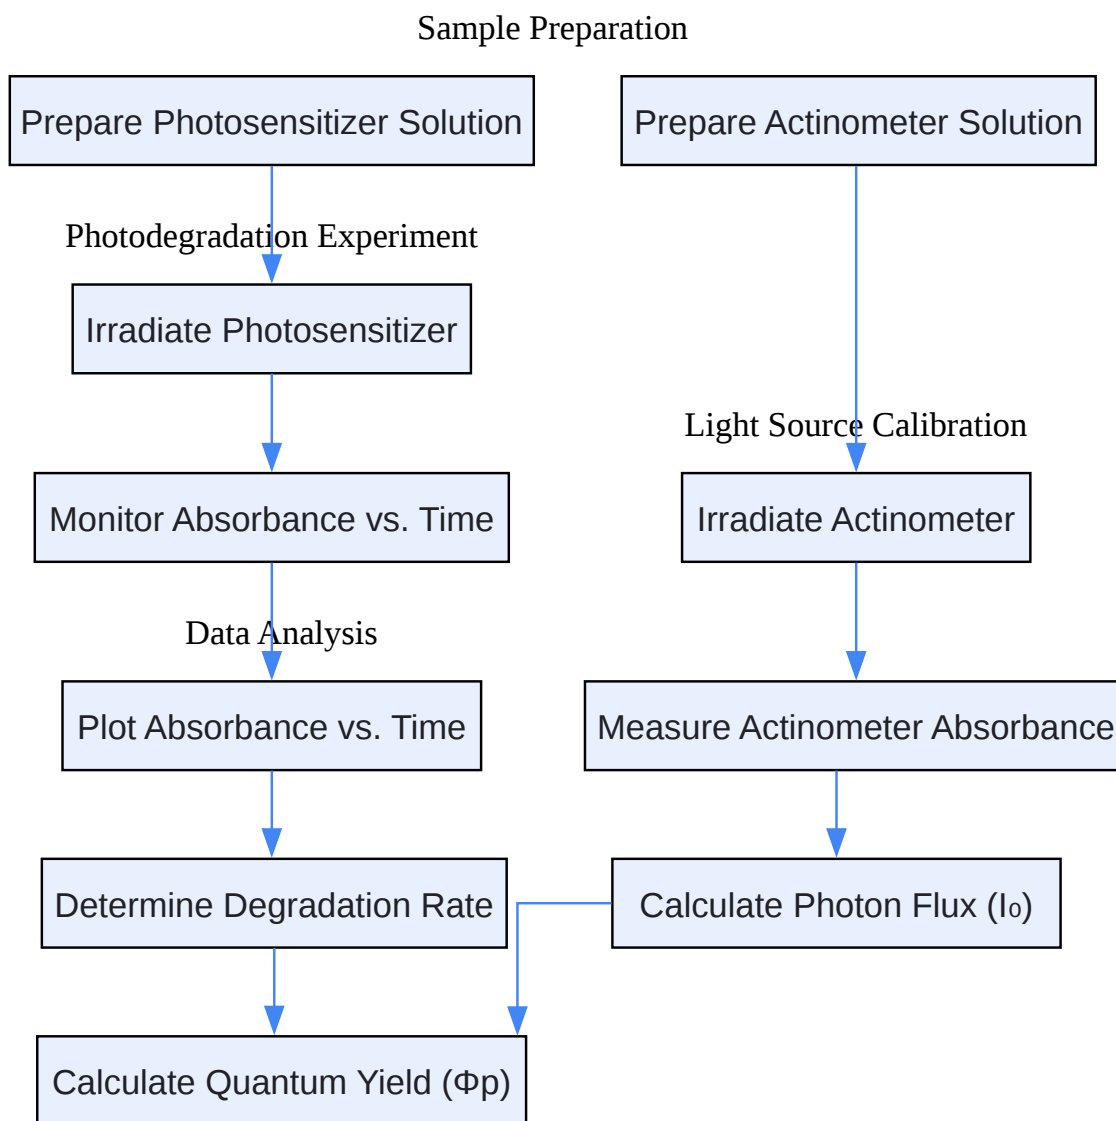 Sample Preparation
Prepare Photosensitizer Solution
Prepare Actinometer Solution
Photodegradation Experiment
Irradiate Photosensitizer
Light Source Calibration
Monitor Absorbance vs. Time
Irradiate Actinometer
Data Analysis
Plot Absorbance vs. Time
Measure Actinometer Absorbance
Determine Degradation Rate
Calculate Photon Flux (I₀)
Calculate Quantum Yield (Φp)